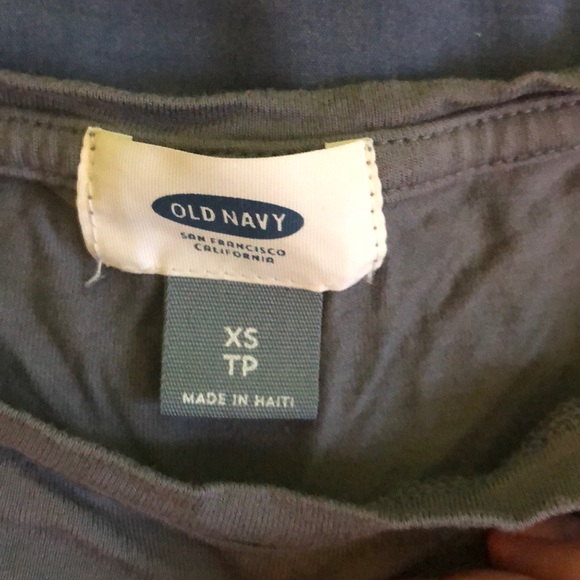 OLD NAVY
SAN FRANCISCO
CALIFORNIA
XS
TP
MADE IN HAITI